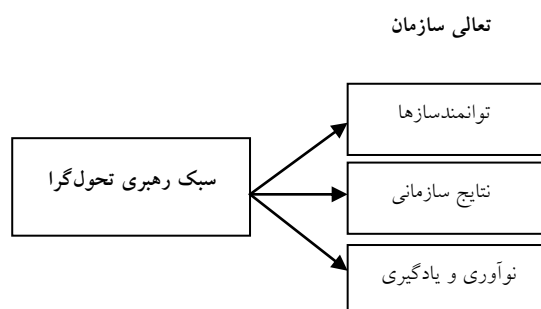 تعالی سازمان
توانمندسازها
سبک رهبری تحول‌گرا
نتایج سازمانی
نوآوری و یادگیری